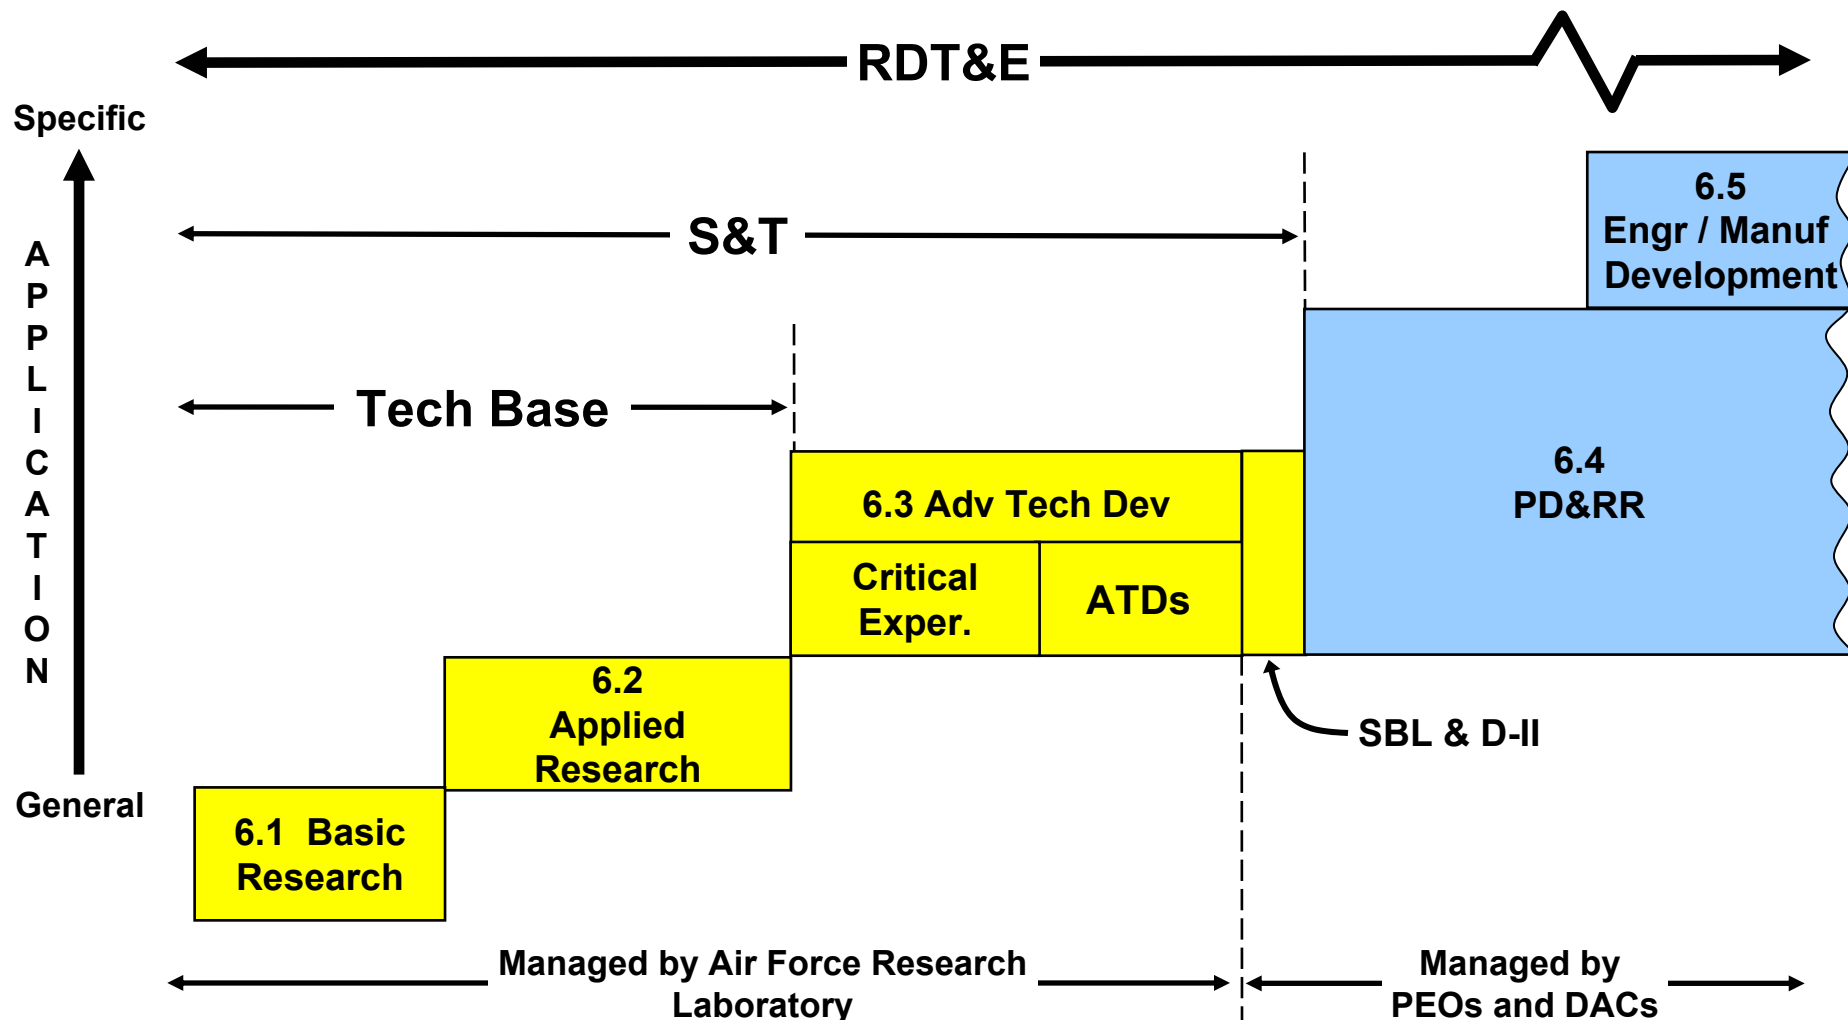 RDT&E
Specific
S&T
6.5
Engr / Manuf
Development
APPLICATION
Tech Base
6.3 Adv Tech Dev
6.4
PD&RR
Critical
Exper.
ATDs
6.2
Applied
Research
SBL & D-II
General
6.1 Basic
Research
Managed by Air Force Research
Laboratory
Managed by
PEOs and DACs